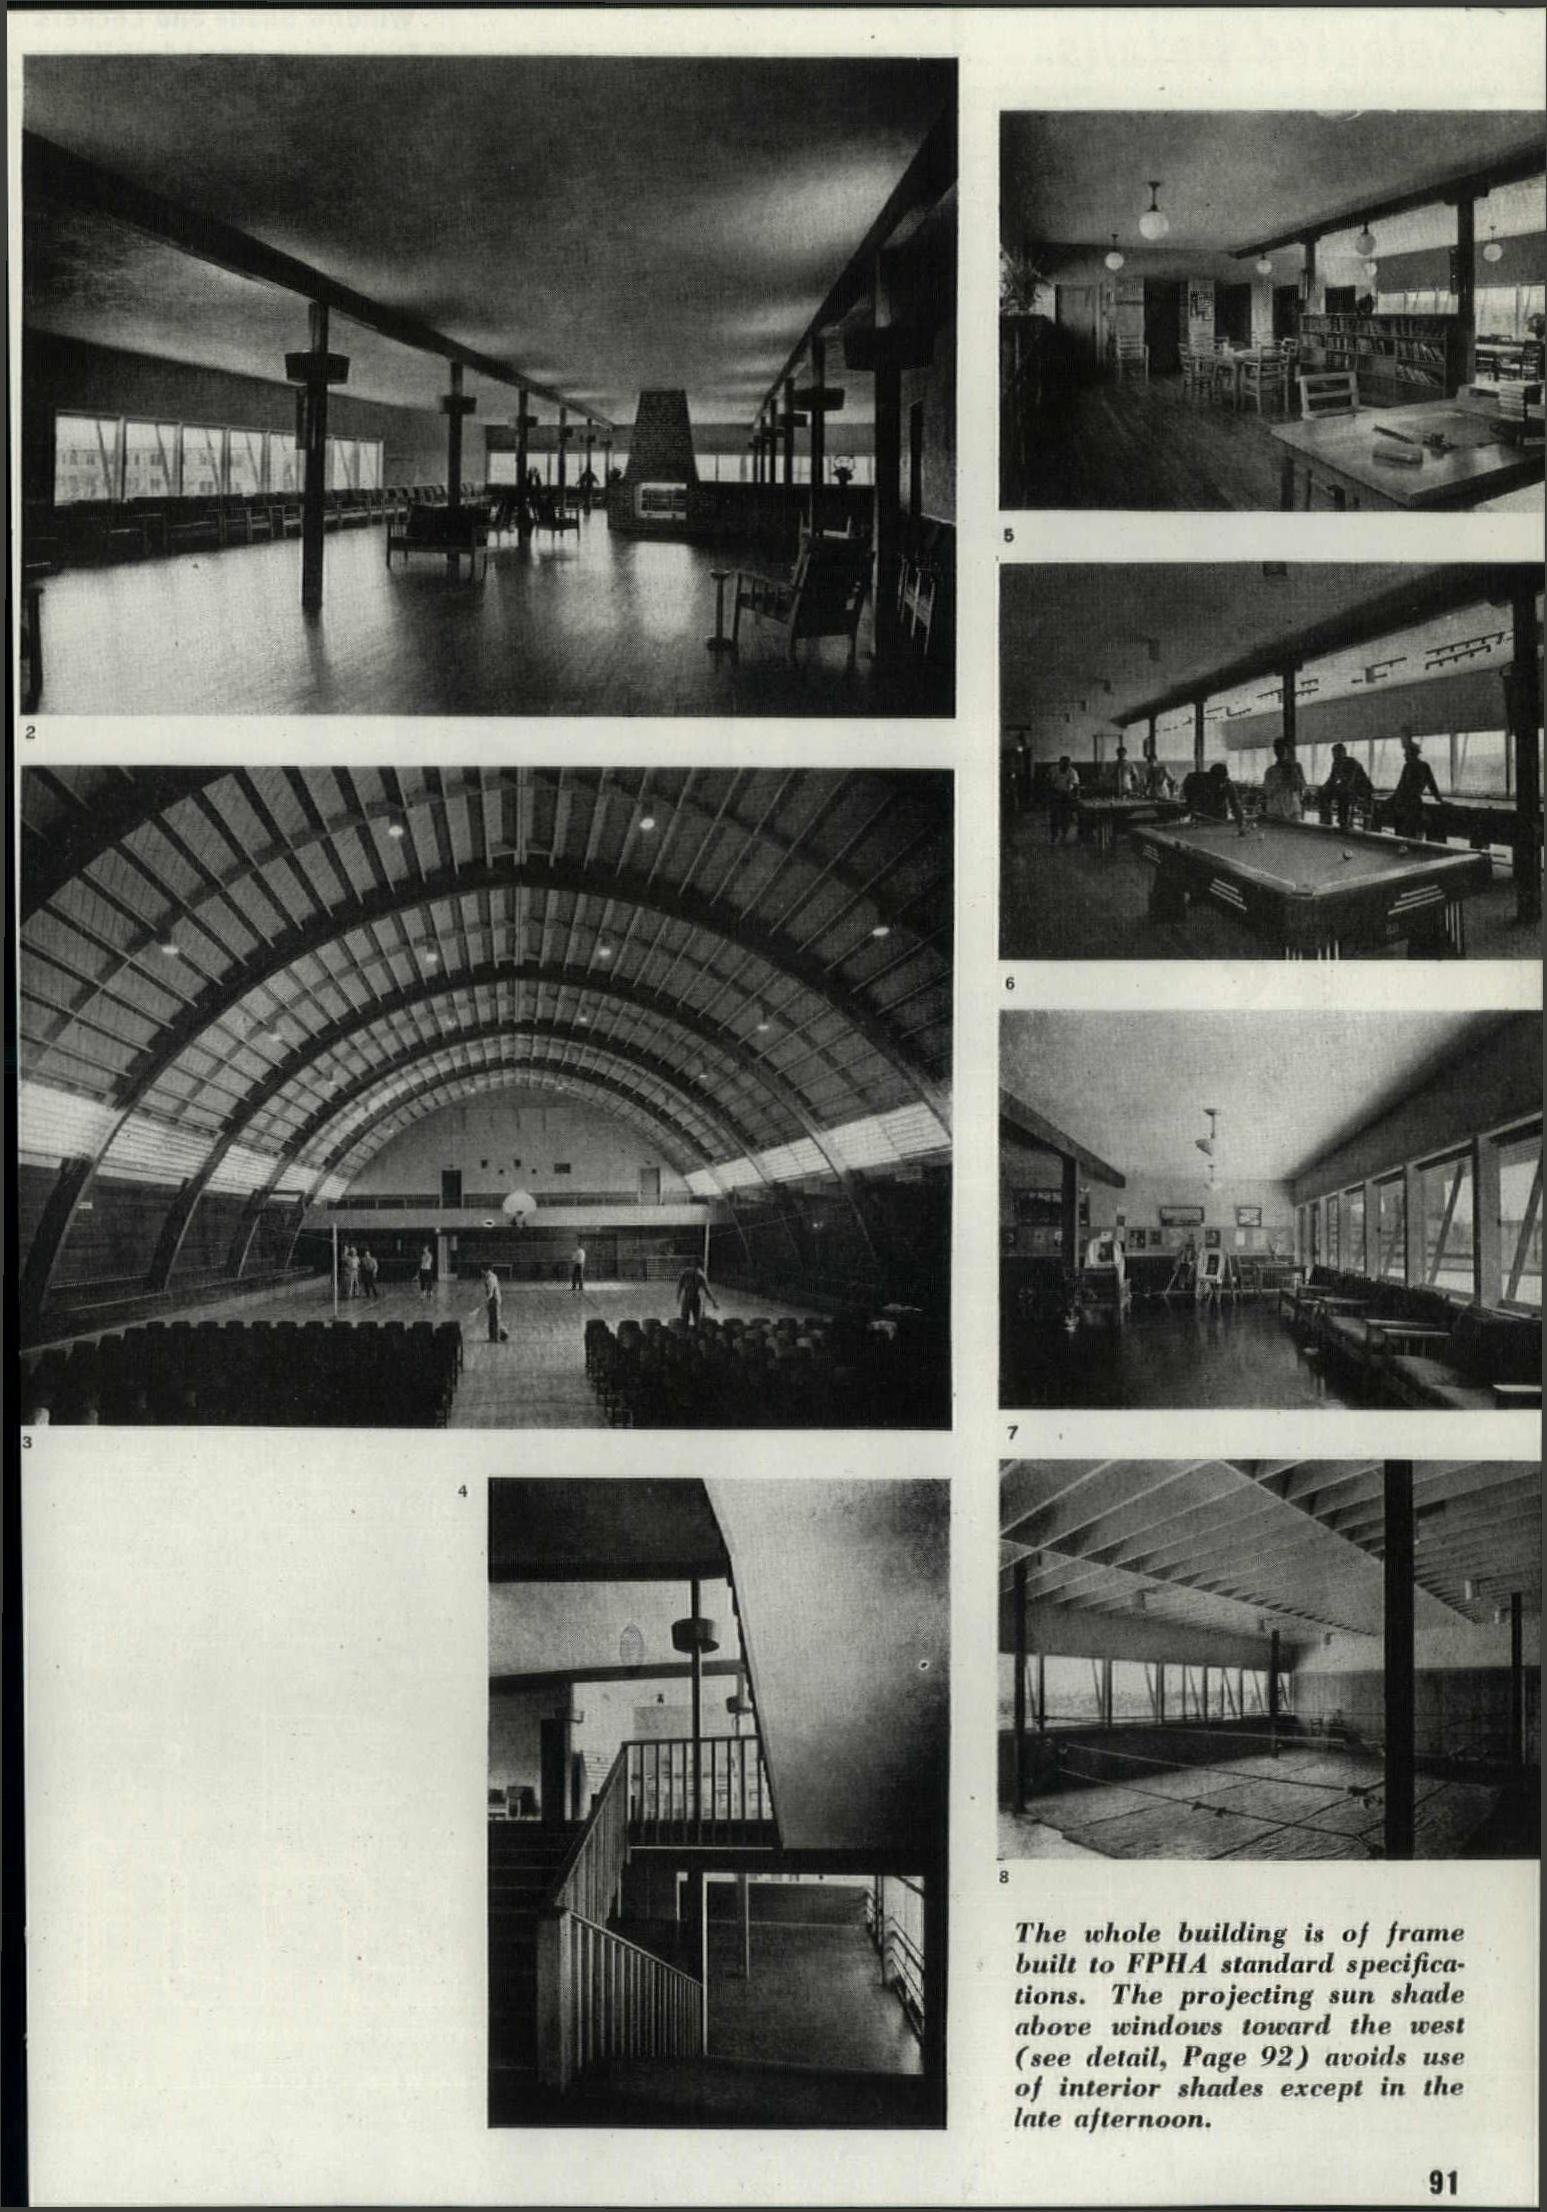 2
3
4
5
6
7
8
The whole building is of frame
built to FPHA standard specifica-
tions. The projecting sun shade
above windows toward the west
(see detail, Page 92) avoids use
of interior shades except in the
late afternoon.
91